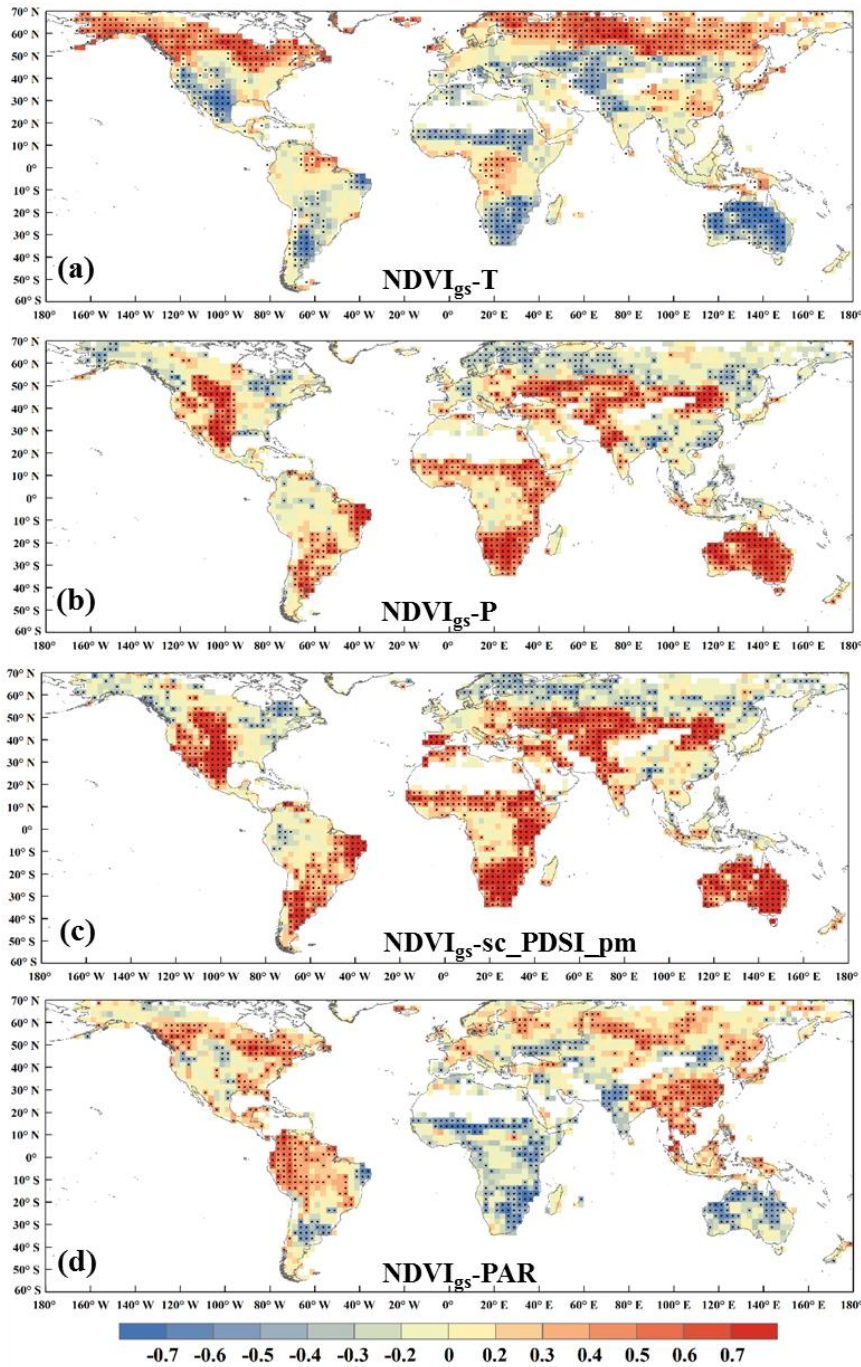 70° N
60° N
50° N
40° N
30° N
20° N
10° N
0°
10° S
20° S
30° S
40° S
50° S
60° S
(a)
NDVIgs-T
180° 160° W 140° W 120° W 100° W 80° W 60° W 40° W 20°W 0° 20° E 40° E 60° E 80° E 100° E 120° E 140° E 160° E 180°
70° N
60° N
50° N
40° N
30° N
20° N
10° N
0°
10° S
20° S
30° S
40° S
50° S
60° S
(b)
NDVIgs-P
180° 160° W 140° W 120° W 100° W 80° W 60° W 40° W 20°W 0° 20° E 40° E 60° E 80° E 100° E 120° E 140° E 160° E 180°
70° N
60° N
50° N
40° N
30° N
20° N
10° N
0°
10° S
20° S
30° S
40° S
50° S
60° S
(c)
NDVIgs-sc_PDSI_pm
180° 160° W 140° W 120° W 100° W 80° W 60° W 40° W 20°W 0° 20° E 40° E 60° E 80° E 100° E 120° E 140° E 160° E 180°
70° N
60° N
50° N
40° N
30° N
20° N
10° N
0°
10° S
20° S
30° S
40° S
50° S
60° S
(d)
NDVIgs-PAR
180° 160° W 140° W 120° W 100° W 80° W 60° W 40° W 20°W 0° 20° E 40° E 60° E 80° E 100° E 120° E 140° E 160° E 180°
-0.7 -0.6 -0.5 -0.4 -0.3 -0.2 0 0.2 0.3 0.4 0.5 0.6 0.7